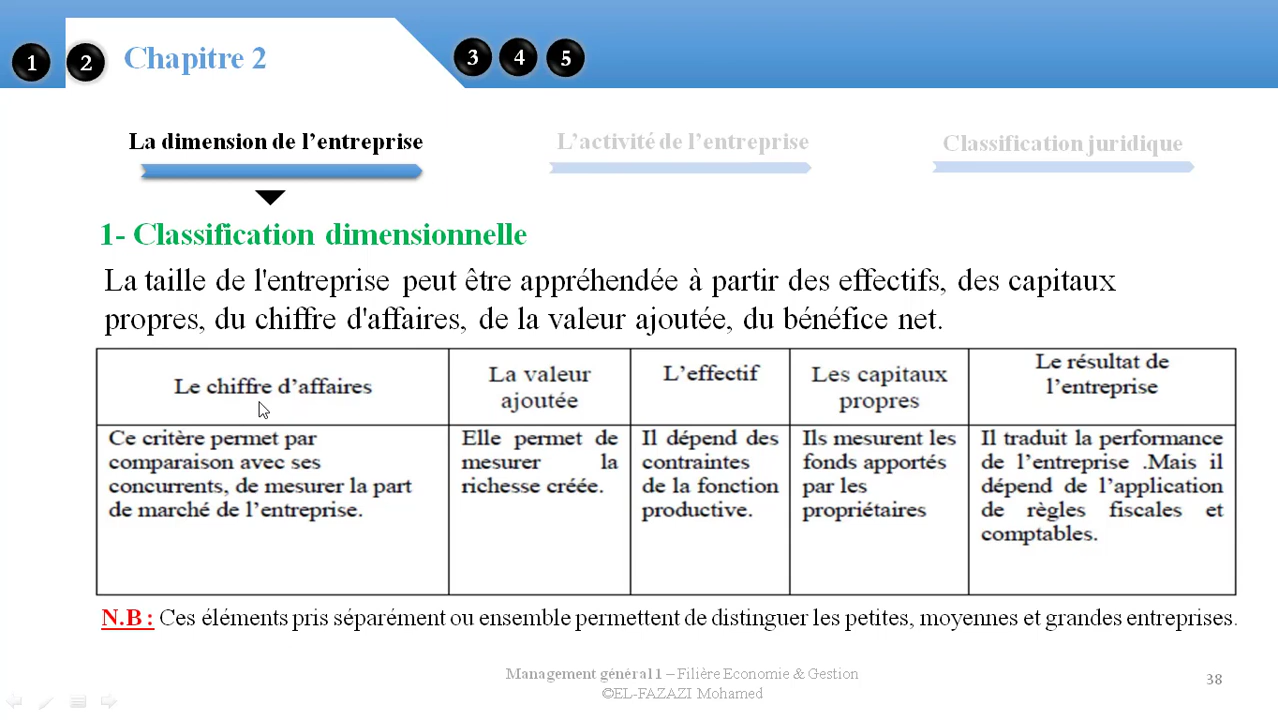 1
2
Chapitre 2
3
4
5
La dimension de l’entreprise
L’activité de l’entreprise
Classification juridique
1- Classification dimensionnelle
La taille de l'entreprise peut être appréhendée à partir des effectifs, des capitaux
propres, du chiffre d'affaires, de la valeur ajoutée, du bénéfice net.
Le chiffre d’affaires
La valeur
ajoutée
L’effectif
Les capitaux
propres
Le résultat de
l’entreprise
Ce critère permet par
comparaison avec ses
concurrents, de mesurer la part
de marché de l’entreprise.
Elle permet de
mesurer la
richesse créée.
Il dépend des
contraintes
de la fonction
productive.
Ils mesurent les
fonds apportés
par les
propriétaires
Il traduit la performance
de l’entreprise .Mais il
dépend de l’application
de règles fiscales et
comptables.
N.B : Ces éléments pris séparément ou ensemble permettent de distinguer les petites, moyennes et grandes entreprises.
Management général 1 – Filière Economie & Gestion
©EL-FAZAZI Mohamed
38